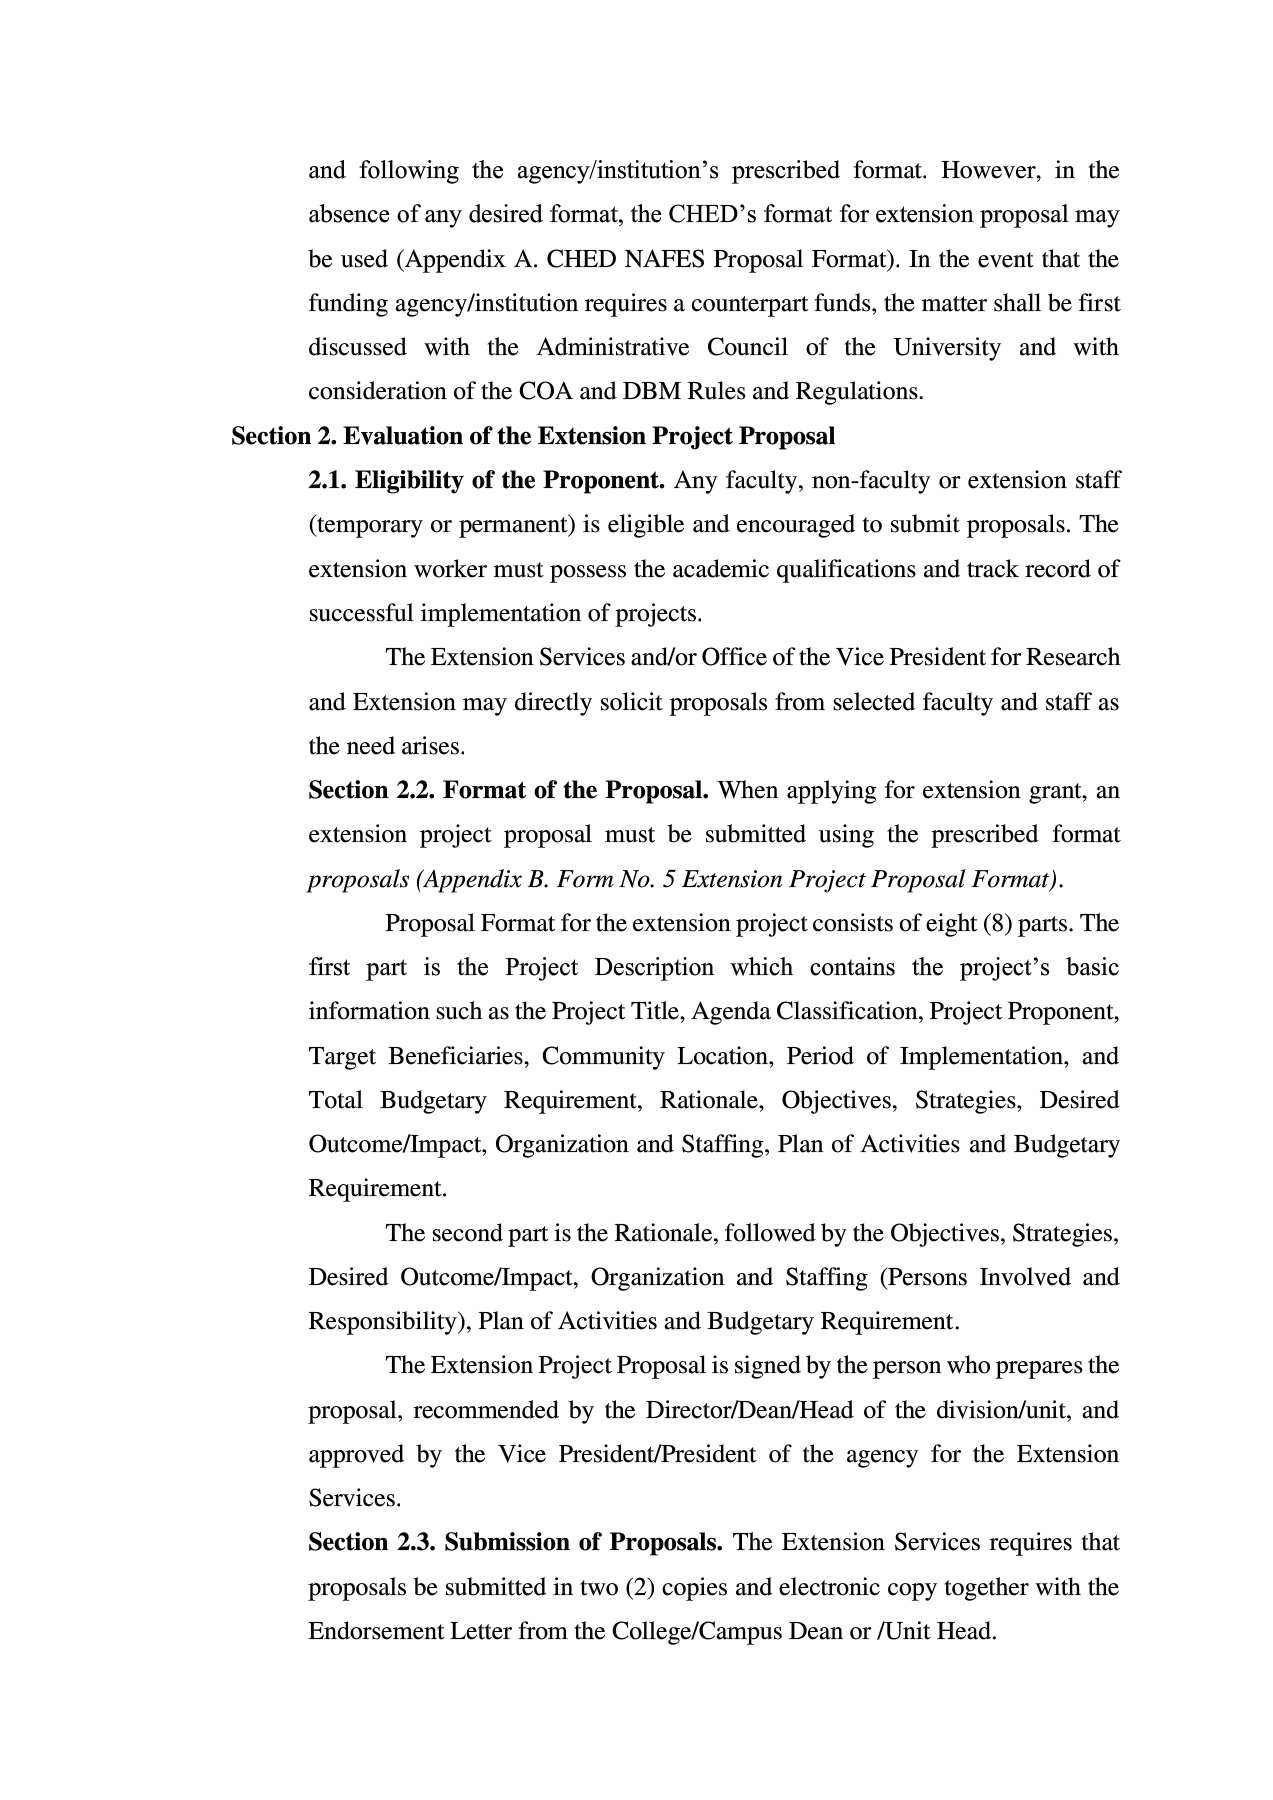 and following the agency/institution’s prescribed format. However, in the
absence of any desired format, the CHED’s format for extension proposal may
be used (Appendix A. CHED NAFES Proposal Format). In the event that the
funding agency/institution requires a counterpart funds, the matter shall be first
discussed with the Administrative Council of the University and with
consideration of the COA and DBM Rules and Regulations.
Section 2. Evaluation of the Extension Project Proposal
2.1. Eligibility of the Proponent. Any faculty, non-faculty or extension staff
(temporary or permanent) is eligible and encouraged to submit proposals. The
extension worker must possess the academic qualifications and track record of
successful implementation of projects.
The Extension Services and/or Office of the Vice President for Research
and Extension may directly solicit proposals from selected faculty and staff as
the need arises.
Section 2.2. Format of the Proposal. When applying for extension grant, an
extension project proposal must be submitted using the prescribed format
proposals (Appendix B. Form No. 5 Extension Project Proposal Format).
Proposal Format for the extension project consists of eight (8) parts. The
first part is the Project Description which contains the project’s basic
information such as the Project Title, Agenda Classification, Project Proponent,
Target Beneficiaries, Community Location, Period of Implementation, and
Total Budgetary Requirement, Rationale, Objectives, Strategies, Desired
Outcome/Impact, Organization and Staffing, Plan of Activities and Budgetary
Requirement.
The second part is the Rationale, followed by the Objectives, Strategies,
Desired Outcome/Impact, Organization and Staffing (Persons Involved and
Responsibility), Plan of Activities and Budgetary Requirement.
The Extension Project Proposal is signed by the person who prepares the
proposal, recommended by the Director/Dean/Head of the division/unit, and
approved by the Vice President/President of the agency for the Extension
Services.
Section 2.3. Submission of Proposals. The Extension Services requires that
proposals be submitted in two (2) copies and electronic copy together with the
Endorsement Letter from the College/Campus Dean or /Unit Head.